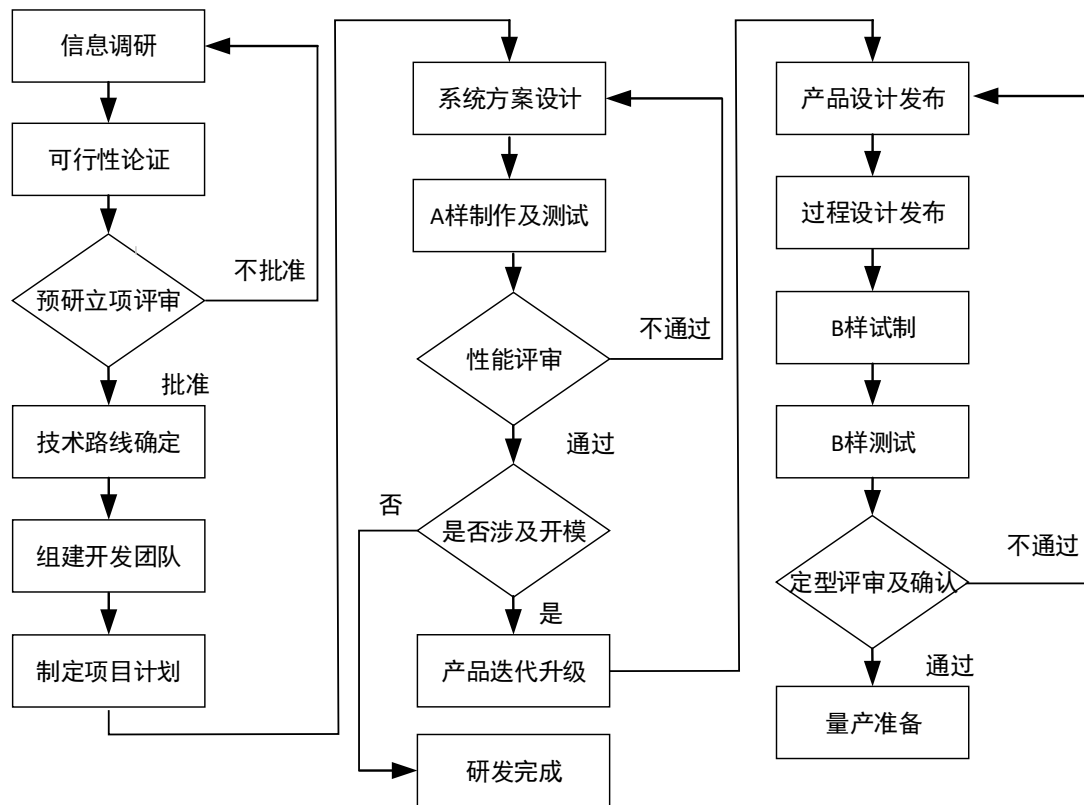 信息调研
可行性论证
预研立项评审
不批准
批准
技术路线确定
组建开发团队
制定项目计划
系统方案设计
A样制作及测试
性能评审
不通过
通过
是否涉及开模
否
是
产品迭代升级
研发完成
产品设计发布
过程设计发布
B样试制
B样测试
定型评审及确认
不通过
通过
量产准备